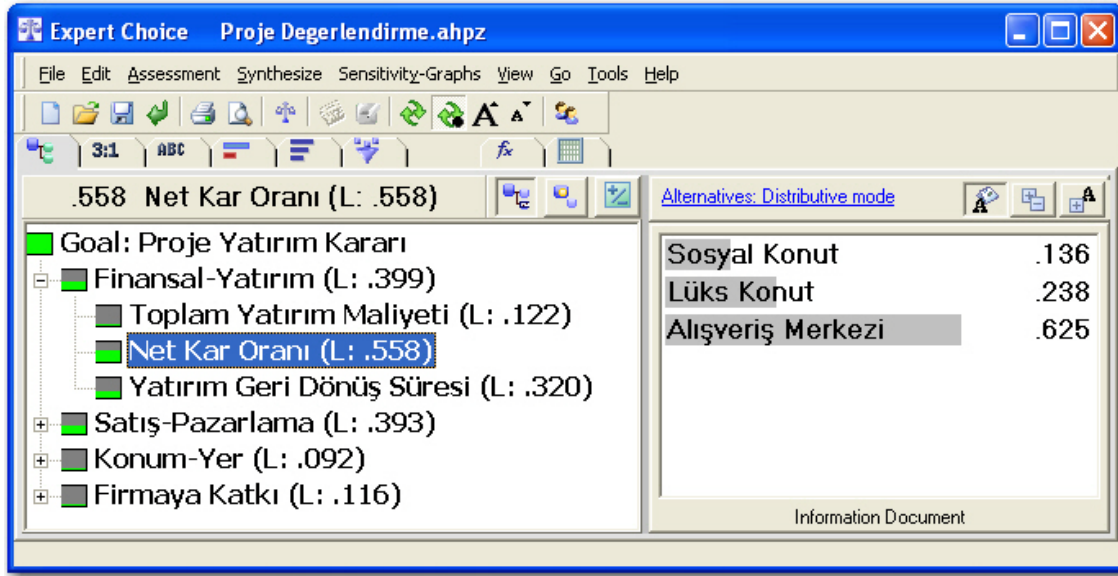 Expert Choice Proje Degerlendirme.ahpz
File Edit Assessment Synthesize Sensitivity-Graphs View Go Tools Help
3:1 ABC fx
.558 Net Kar Oranı (L: .558)
Alternatives: Distributive mode
Goal: Proje Yatırım Kararı
Finansal-Yatırım (L: .399)
Toplam Yatırım Maliyeti (L: .122)
Net Kar Oranı (L: .558)
Yatırım Geri Dönüş Süresi (L: .320)
Satış-Pazarlama (L: .393)
Konum-Yer (L: .092)
Firmaya Katkı (L: .116)
Sosyal Konut .136
Lüks Konut .238
Alışveriş Merkezi .625
Information Document